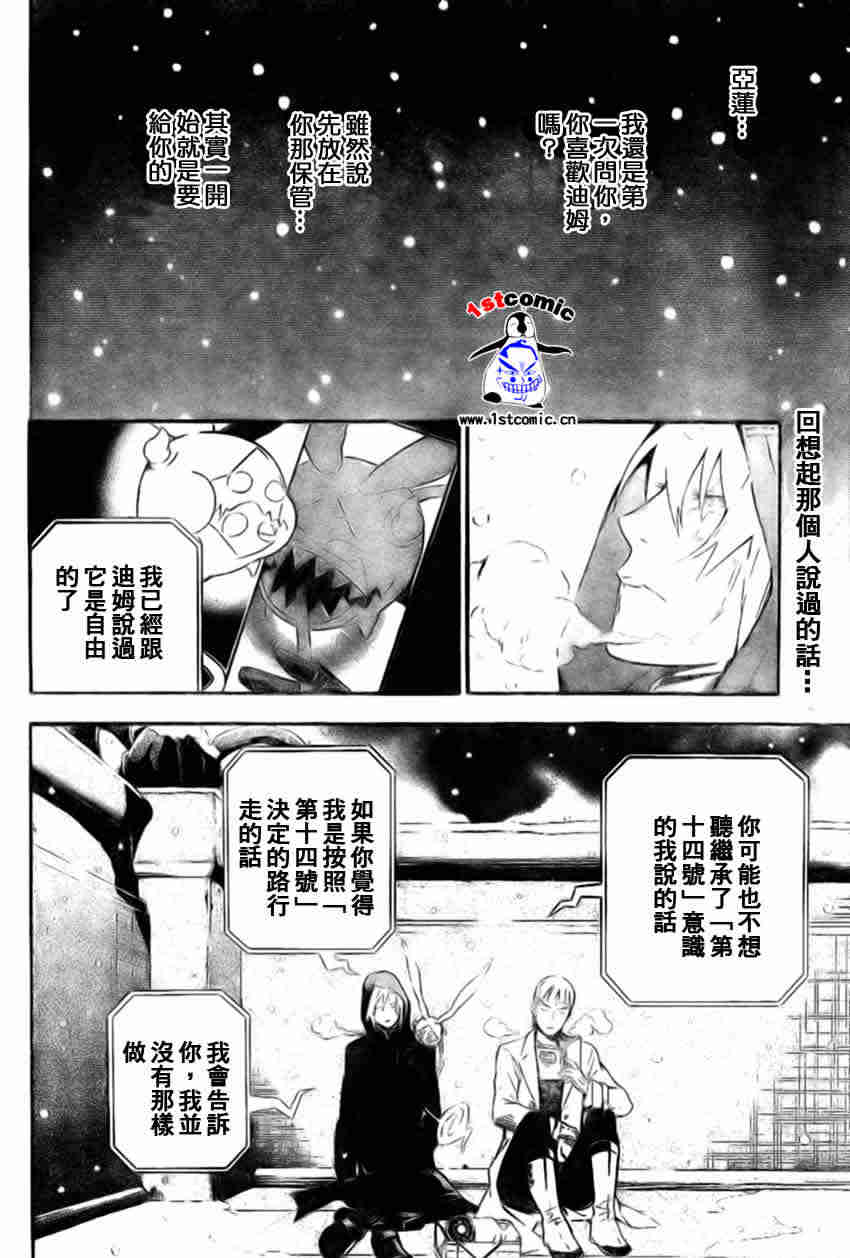 亞蓮…
我還是第
一次問你，
你喜歡迪姆
嗎？
雖然說
先放在
你那保管…
其實一開
始就是要
給你的
1stcomic
www.1stcomic.cn
回想起那個人說過的話…
我已經跟
迪姆說過
它是自由
的了
你可能也不想
聽繼承了「第
十四號」意識
的我說的話
如果你覺得
我是按照「
第十四號」
決定的路行
走的話
我會告訴
你，我並
沒有那樣
做